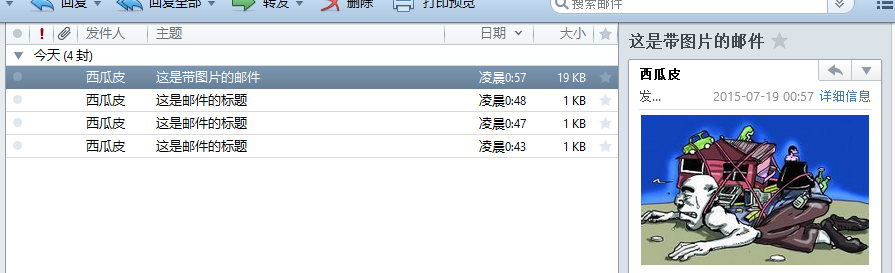 回复 回复全部 转发 删除 打印预览 搜索邮件
发件人 主题 日期 大小
今天 (4 封)
西瓜皮 这是带图片的邮件 凌晨0:57 19 KB
西瓜皮 这是邮件的标题 凌晨0:48 1 KB
西瓜皮 这是邮件的标题 凌晨0:47 1 KB
西瓜皮 这是邮件的标题 凌晨0:43 1 KB
这是带图片的邮件
西瓜皮
发... 2015-07-19 00:57 详细信息